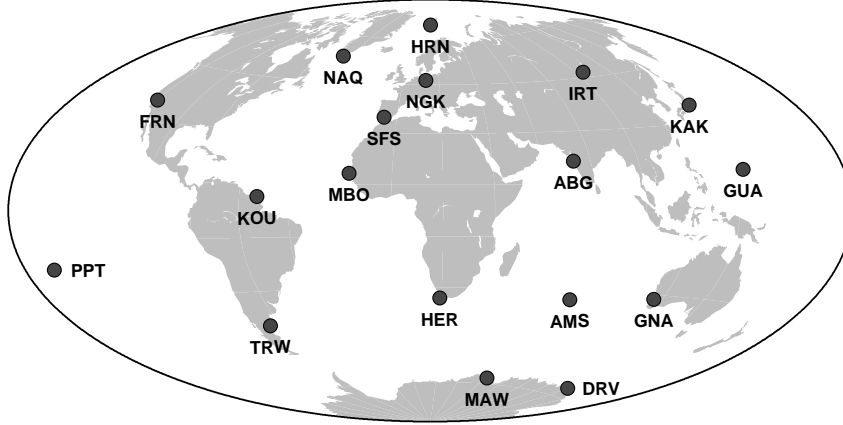 HRN
NAQ
IRT
NGK
FRN
KAK
SFS
ABG
GUA
MBO
KOU
PPT
HER
AMS
GNA
TRW
DRV
MAW